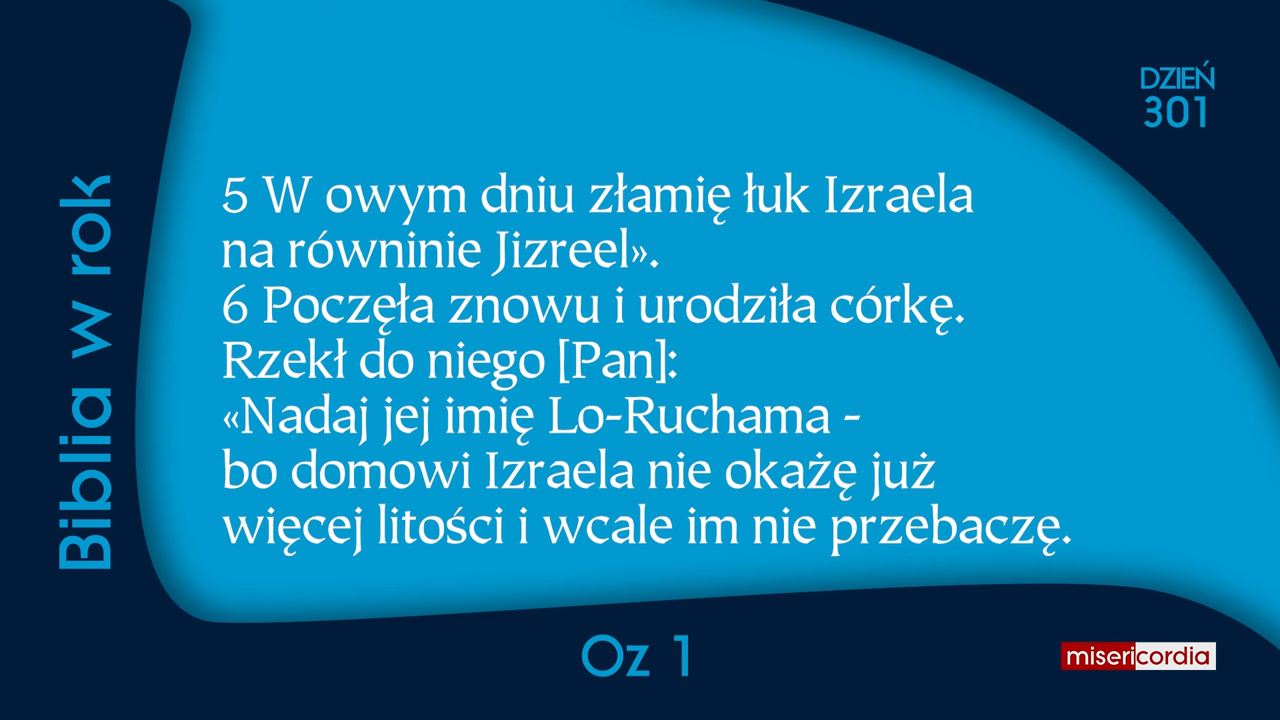 DZIEŃ
301
Biblia w rok
5 W owym dniu złamię łuk Izraela
na równinie Jizreel».
6 Poczęła znowu i urodziła córkę.
Rzekł do niego [Pan]:
«Nadaj jej imię Lo-Ruchama -
bo domowi Izraela nie okażę już
więcej litości i wcale im nie przebaczę.
Oz 1
misericordia